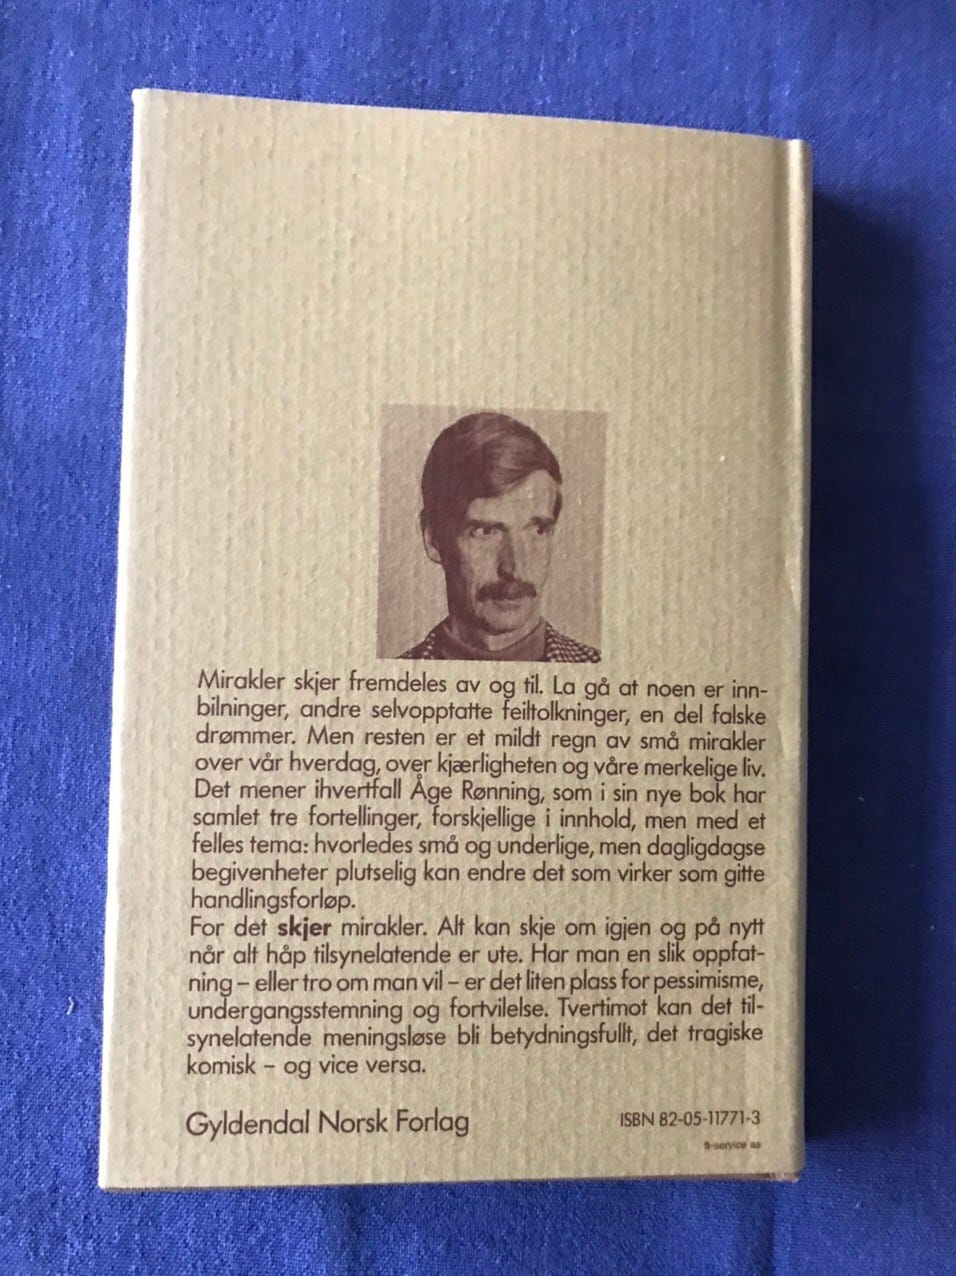 Mirakler skjer fremdeles av og til. La gå at noen er inn-
bilninger, andre selvopptatte feiltolkninger, en del falske
drømmer. Men resten er et mildt regn av små mirakler
over vår hverdag, over kjærligheten og våre merkelige liv.
Det mener ihvertfall Åge Rønning, som i sin nye bok har
samlet tre fortellinger, forskjellige i innhold, men med et
felles tema: hvorledes små og underlige, men dagligdagse
begivenheter plutselig kan endre det som virker som gitte
handlingsforløp.
For det skjer mirakler. Alt kan skje om igjen og på nytt
når alt håp tilsynelatende er ute. Har man en slik oppfat-
ning – eller tro om man vil – er det liten plass for pessimisme,
undergangsstemning og fortvilelse. Tvertimot kan det til-
synelatende meningsløse bli betydningsfullt, det tragiske
komisk – og vice versa.
Gyldendal Norsk Forlag
ISBN 82-05-11771-3
ft-service as